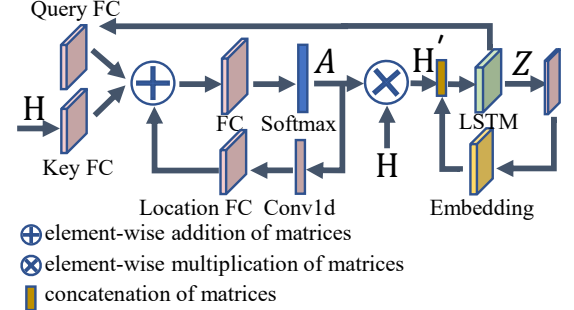 Query FC
H
Key FC
FC
Softmax
A
H
H′
LSTM
Z
Location FC
Conv1d
Embedding
element-wise addition of matrices
element-wise multiplication of matrices
concatenation of matrices